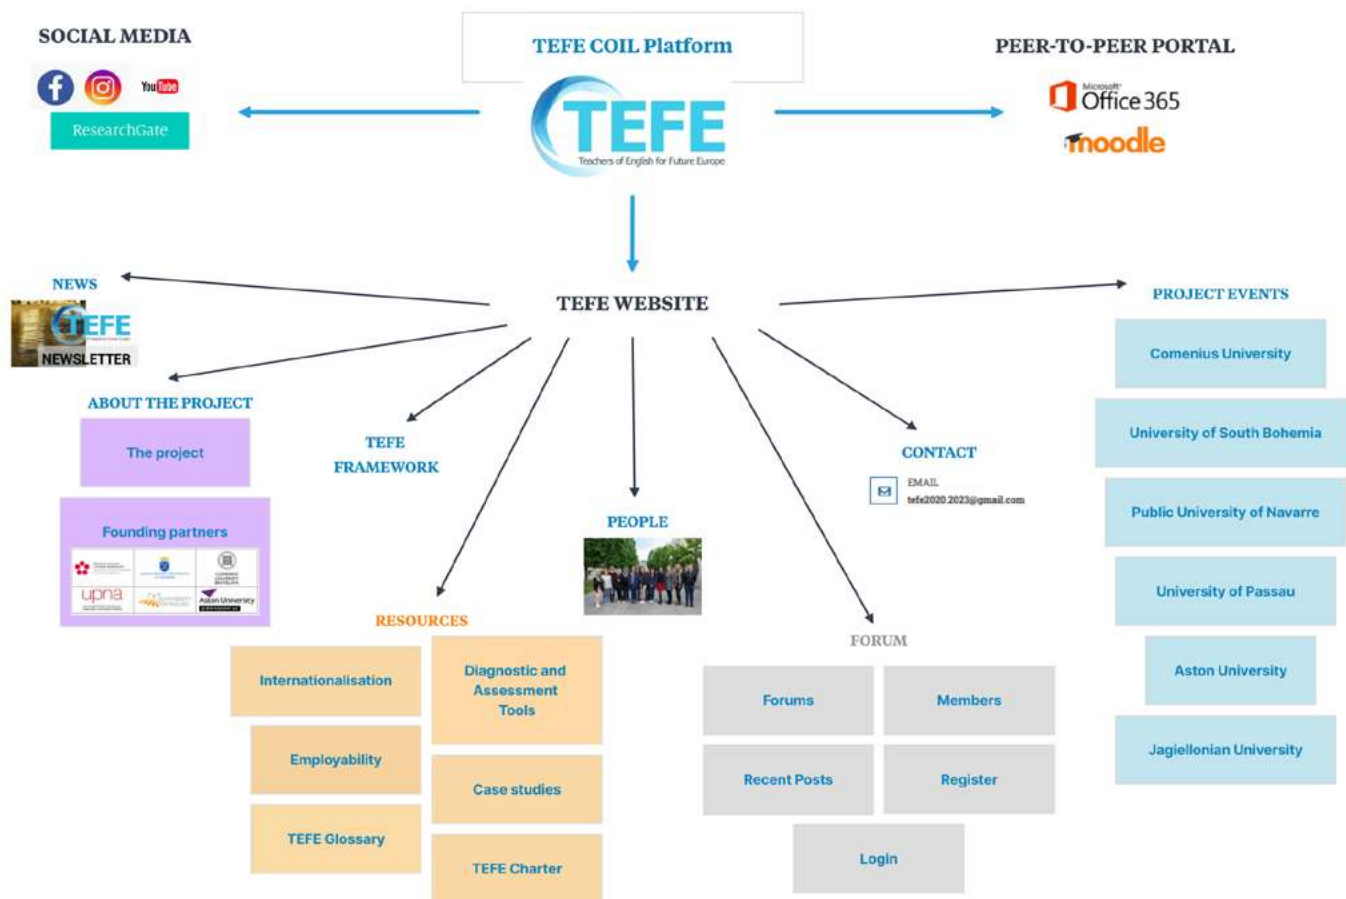 SOCIAL MEDIA
TEFE COIL Platform
PEER-TO-PEER PORTAL
YouTube
ResearchGate
TEFE
Teachers of English for Future Europe
Microsoft
Office 365
moodle
NEWS
TEFE
NEWSLETTER
TEFE WEBSITE
PROJECT EVENTS
Comenius University
University of South Bohemia
Public University of Navarre
University of Passau
Aston University
Jagiellonian University
ABOUT THE PROJECT
The project
Founding partners
COMENIUS
UNIVERSITY
BRATISLAVA
upna
Aston University
TEFE
FRAMEWORK
PEOPLE
CONTACT
EMAIL
tefe2020.2023@gmail.com
RESOURCES
Internationalisation
Diagnostic and
Assessment
Tools
Employability
Case studies
TEFE Glossary
TEFE Charter
FORUM
Forums
Members
Recent Posts
Register
Login